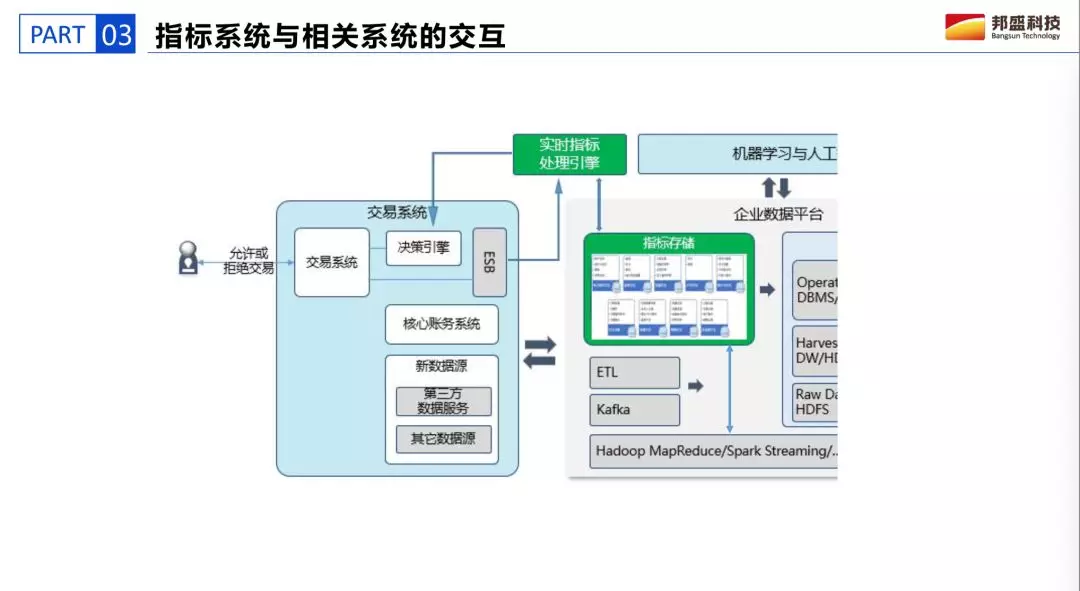 PART 03 指标系统与相关系统的交互
邦盛科技
Bangsun Technology
实时指标
处理引擎
机器学习与人工
交易系统
企业数据平台
允许或
拒绝交易
交易系统
决策引擎
ESB
指标存储
核心账务系统
新数据源
第三方
数据服务
其它数据源
ETL
Kafka
Operat
DBMS/
Harves
DW/HD
Raw Da
HDFS
Hadoop MapReduce/Spark Streaming/..